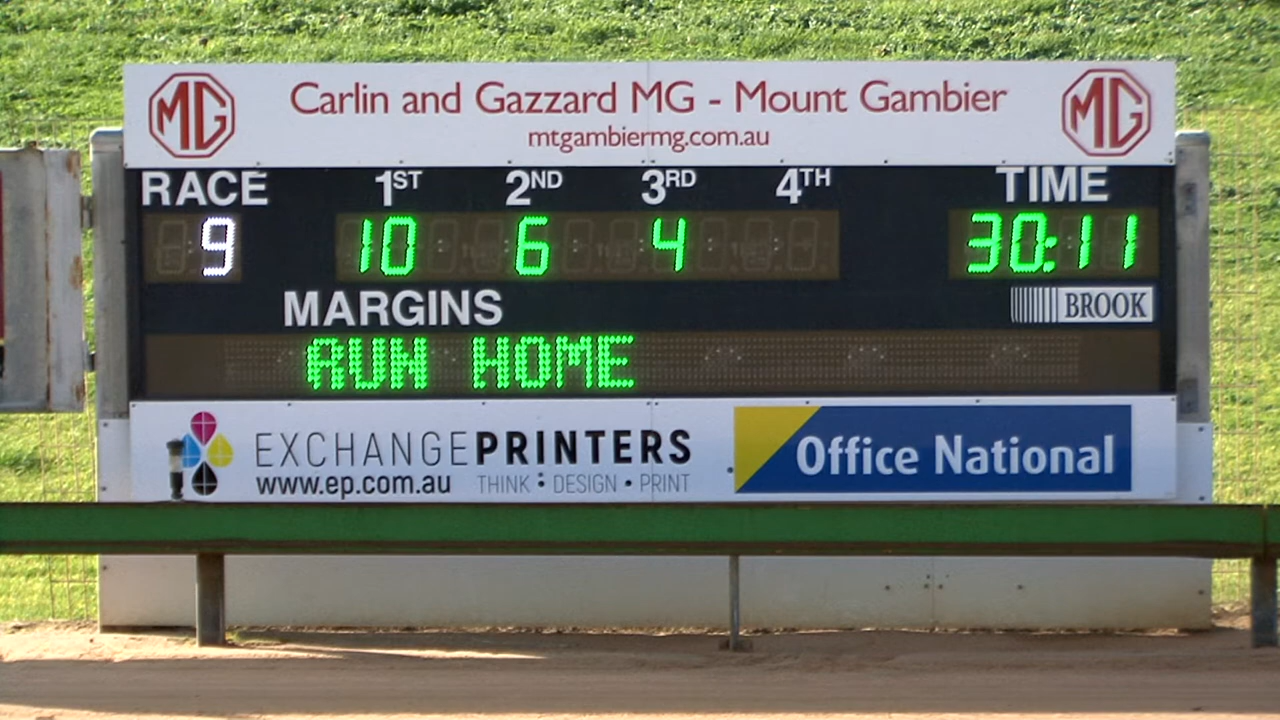 MG Carlin and Gazzard MG - Mount Gambier MG
mtgambiermg.com.au
RACE 1ST 2ND 3RD 4TH TIME
9 10 6 4 30:11
MARGINS BROOK
RUN HOME
EXCHANGEPRINTERS Office National
www.ep.com.au THINK : DESIGN • PRINT